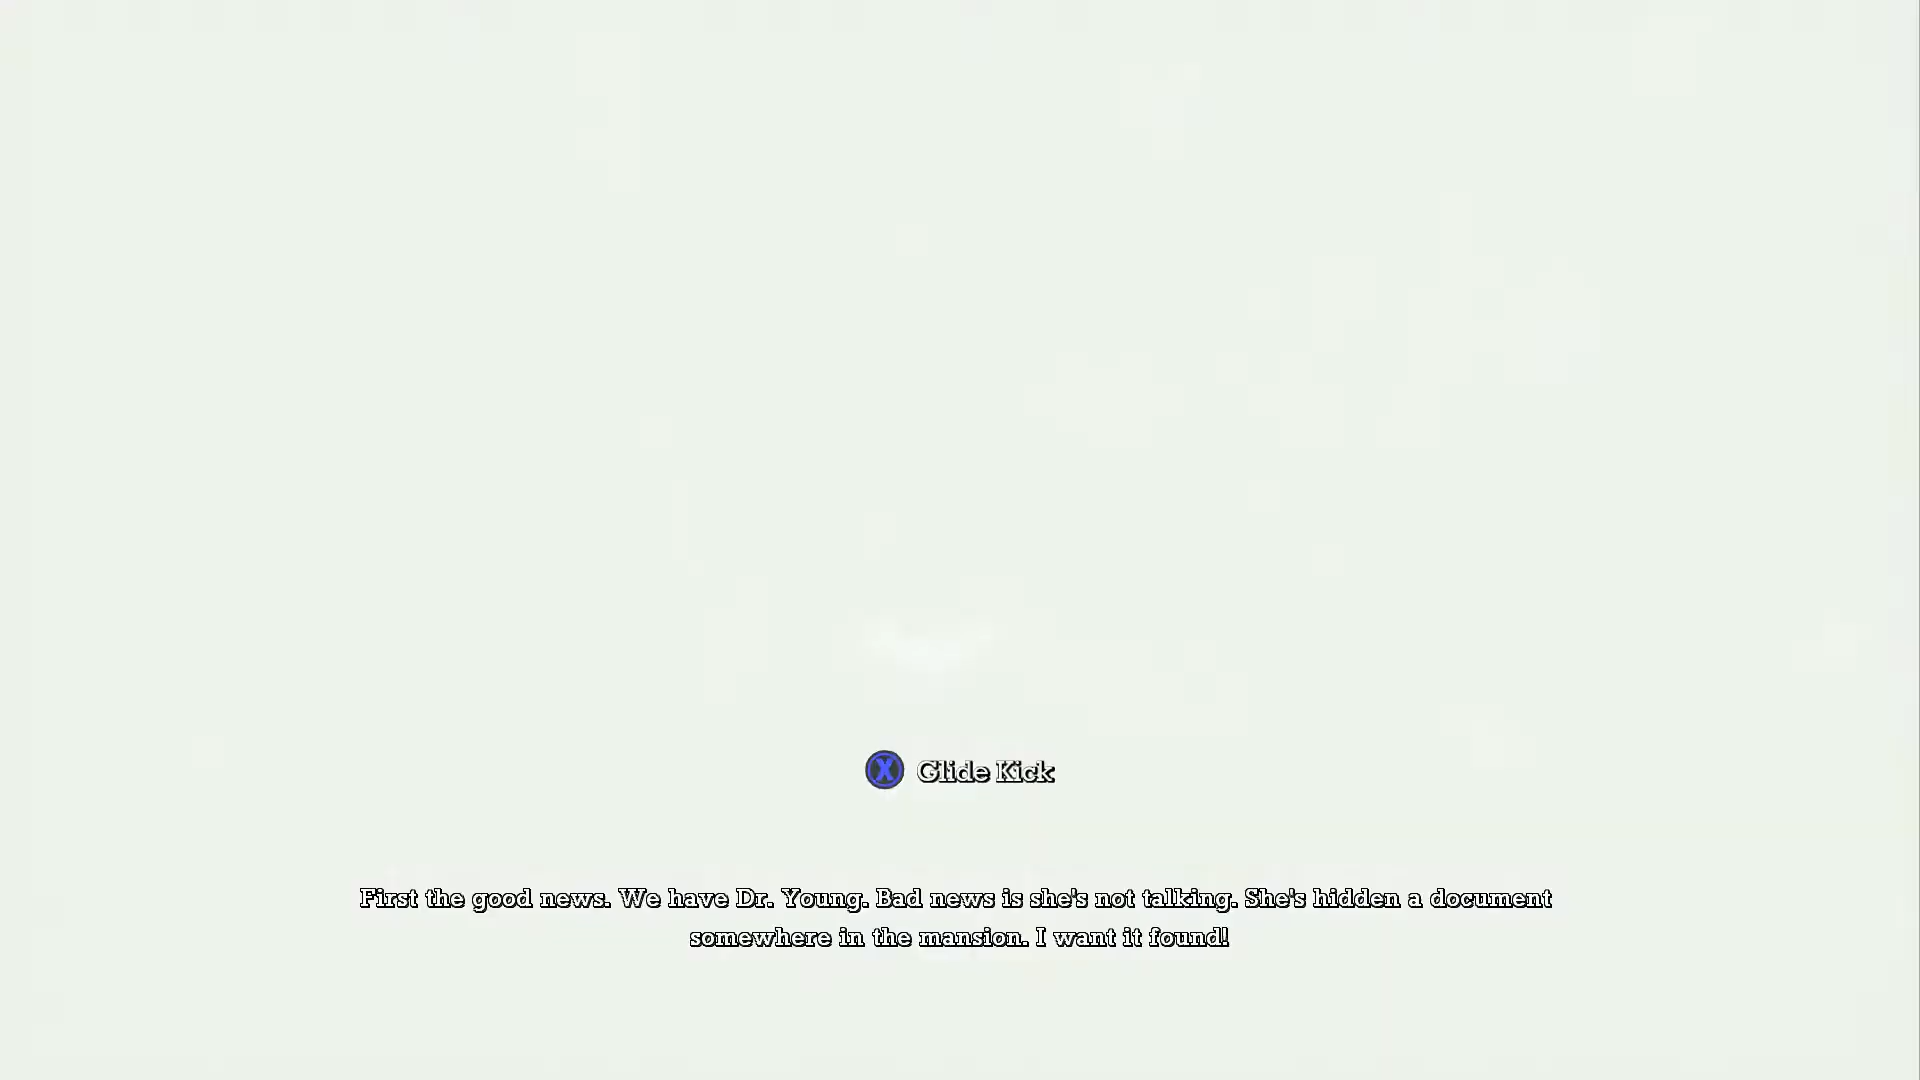 X Glide Kick
First the good news. We have Dr. Young. Bad news is she's not talking. She's hidden a document
somewhere in the mansion. I want it found!